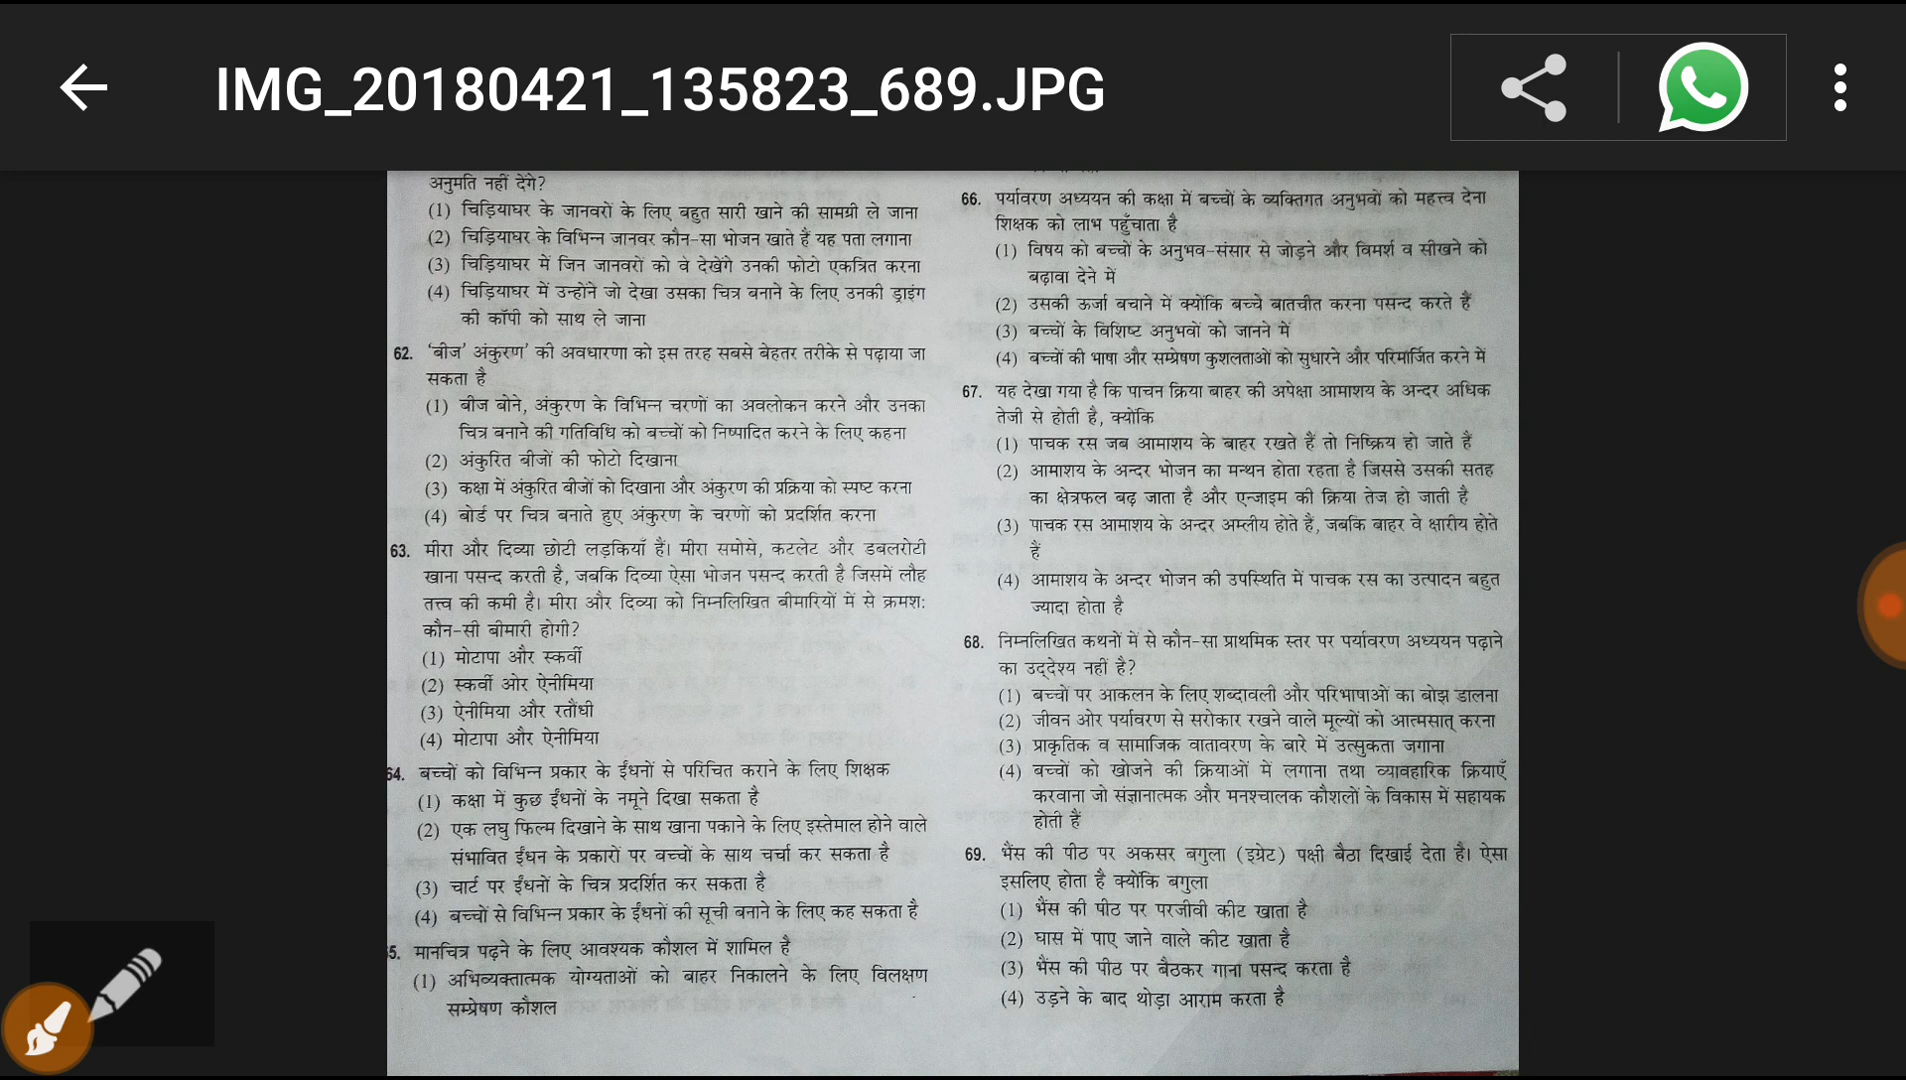 IMG_20180421_135823_689.JPG
अनुमति नहीं देंगे?
(1) चिड़ियाघर के जानवरों के लिए बहुत सारी खाने की सामग्री ले जाना
(2) चिड़ियाघर के विभिन्न जानवर कौन-सा भोजन खाते हैं यह पता लगाना
(3) चिड़ियाघर में जिन जानवरों को वे देखेंगे उनकी फोटो एकत्रित करना
(4) चिड़ियाघर में उन्होंने जो देखा उसका चित्र बनाने के लिए उनकी ड्राइंग
की कॉपी को साथ ले जाना
62. 'बीज' अंकुरण' की अवधारणा को इस तरह सबसे बेहतर तरीके से पढ़ाया जा
सकता है
(1) बीज बोने, अंकुरण के विभिन्न चरणों का अवलोकन करने और उनका
चित्र बनाने की गतिविधि को बच्चों को निष्पादित करने के लिए कहना
(2) अंकुरित बीजों की फोटो दिखाना
(3) कक्षा में अंकुरित बीजों को दिखाना और अंकुरण की प्रक्रिया को स्पष्ट करना
(4) बोर्ड पर चित्र बनाते हुए अंकुरण के चरणों को प्रदर्शित करना
63. मीरा और दिव्या छोटी लड़कियाँ हैं। मीरा समोसे, कटलेट और डबलरोटी
खाना पसन्द करती है, जबकि दिव्या ऐसा भोजन पसन्द करती है जिसमें लौह
तत्त्व की कमी है। मीरा और दिव्या को निम्नलिखित बीमारियों में से क्रमश:
कौन-सी बीमारी होगी?
(1) मोटापा और स्कर्वी
(2) स्कर्वी ओर ऐनीमिया
(3) ऐनीमिया और रतौंधी
(4) मोटापा और ऐनीमिया
64. बच्चों को विभिन्न प्रकार के ईंधनों से परिचित कराने के लिए शिक्षक
(1) कक्षा में कुछ ईंधनों के नमूने दिखा सकता है
(2) एक लघु फिल्म दिखाने के साथ खाना पकाने के लिए इस्तेमाल होने वाले
संभावित ईंधन के प्रकारों पर बच्चों के साथ चर्चा कर सकता है
(3) चार्ट पर ईंधनों के चित्र प्रदर्शित कर सकता है
(4) बच्चों से विभिन्न प्रकार के ईंधनों की सूची बनाने के लिए कह सकता है
5. मानचित्र पढ़ने के लिए आवश्यक कौशल में शामिल है
(1) अभिव्यक्तात्मक योग्यताओं को बाहर निकालने के लिए विलक्षण
सम्प्रेषण कौशल
66. पर्यावरण अध्ययन की कक्षा में बच्चों के व्यक्तिगत अनुभवों को महत्त्व देना
शिक्षक को लाभ पहुँचाता है
(1) विषय को बच्चों के अनुभव-संसार से जोड़ने और विमर्श व सीखने को
बढ़ावा देने में
(2) उसकी ऊर्जा बचाने में क्योंकि बच्चे बातचीत करना पसन्द करते हैं
(3) बच्चों के विशिष्ट अनुभवों को जानने में
(4) बच्चों की भाषा और सम्प्रेषण कुशलताओं को सुधारने और परिमार्जित करने में
67. यह देखा गया है कि पाचन क्रिया बाहर की अपेक्षा आमाशय के अन्दर अधिक
तेजी से होती है, क्योंकि
(1) पाचक रस जब आमाशय के बाहर रखते हैं तो निष्क्रिय हो जाते हैं
(2) आमाशय के अन्दर भोजन का मन्थन होता रहता है जिससे उसकी सतह
का क्षेत्रफल बढ़ जाता है और एन्जाइम की क्रिया तेज हो जाती है
(3) पाचक रस आमाशय के अन्दर अम्लीय होते हैं, जबकि बाहर वे क्षारीय होते
हैं
(4) आमाशय के अन्दर भोजन की उपस्थिति में पाचक रस का उत्पादन बहुत
ज्यादा होता है
68. निम्नलिखित कथनों में से कौन-सा प्राथमिक स्तर पर पर्यावरण अध्ययन पढ़ाने
का उद्देश्य नहीं है?
(1) बच्चों पर आकलन के लिए शब्दावली और परिभाषाओं का बोझ डालना
(2) जीवन ओर पर्यावरण से सरोकार रखने वाले मूल्यों को आत्मसात् करना
(3) प्राकृतिक व सामाजिक वातावरण के बारे में उत्सुकता जगाना
(4) बच्चों को खोजने की क्रियाओं में लगाना तथा व्यावहारिक क्रियाएँ
करवाना जो संज्ञानात्मक और मनश्चालक कौशलों के विकास में सहायक
होती हैं
69. भैंस की पीठ पर अकसर बगुला (इग्रेट) पक्षी बैठा दिखाई देता है। ऐसा
इसलिए होता है क्योंकि बगुला
(1) भैंस की पीठ पर परजीवी कीट खाता है
(2) घास में पाए जाने वाले कीट खाता है
(3) भैंस की पीठ पर बैठकर गाना पसन्द करता है
(4) उड़ने के बाद थोड़ा आराम करता है